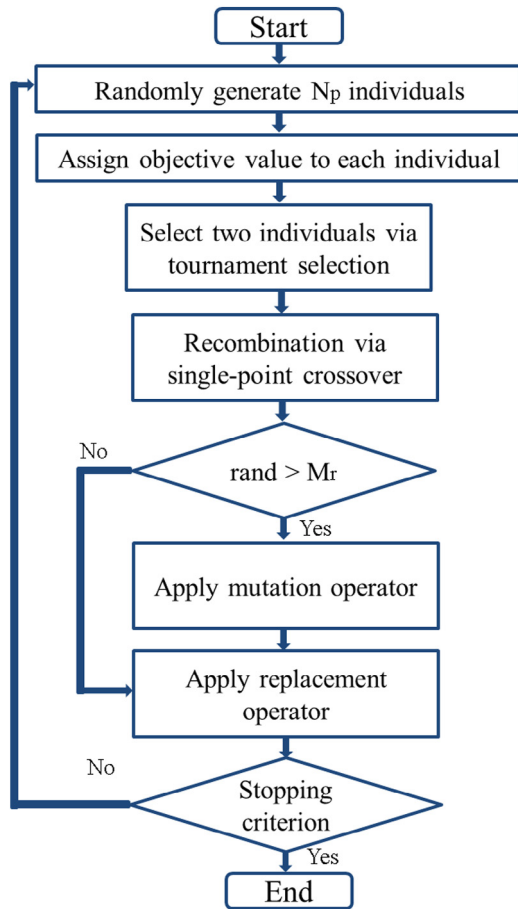 Start
Randomly generate Np individuals
Assign objective value to each individual
Select two individuals via
tournament selection
Recombination via
single-point crossover
No
rand > Mr
Yes
Apply mutation operator
Apply replacement
operator
No
Stopping
criterion
Yes
End